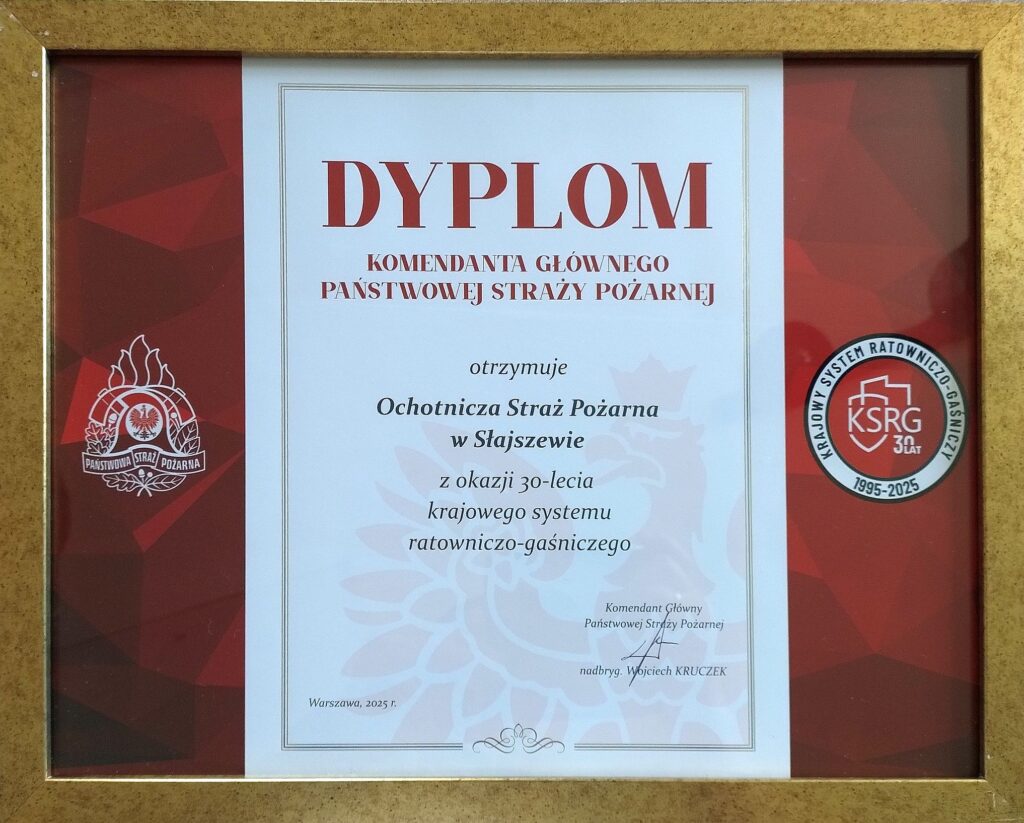 DYPLOM
KOMENDANTA GŁÓWNEGO
PAŃSTWOWEJ STRAŻY POŻARNEJ
otrzymuje
Ochotnicza Straż Pożarna
w Słajszewie
z okazji 30-lecia
krajowego systemu
ratowniczo-gaśniczego
Komendant Główny
Państwowej Straży Pożarnej
nadbryg. Wojciech KRUCZEK
Warszawa, 2025 r.
PAŃSTWOWA STRAŻ POŻARNA
KRAJOWY SYSTEM RATOWNICZO-GAŚNICZY
KSRG
30 LAT
1995-2025